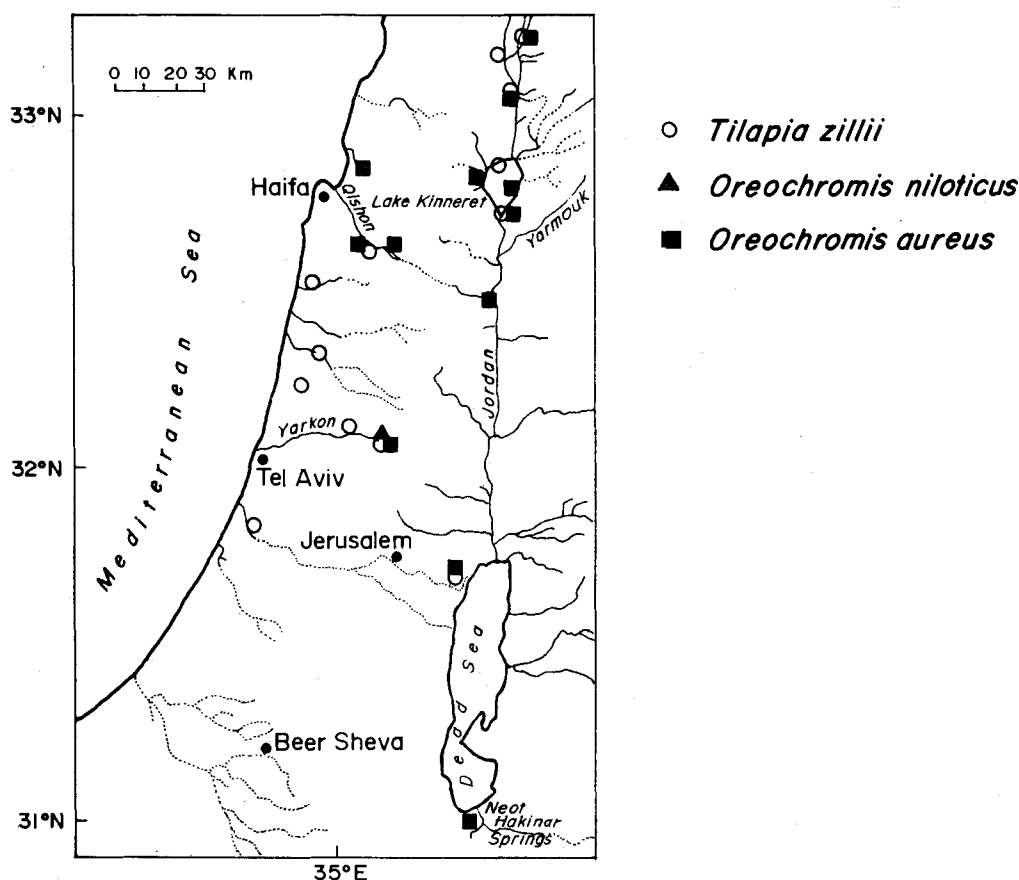 0 10 20 30 Km
33°N
32°N
31°N
35°E
Mediterranean Sea
Haifa
Qishon
Lake Kinneret
Yarmouk
Jordan
Yarkon
Tel Aviv
Jerusalem
Dead Sea
Beer Sheva
Neot
Hakinar
Springs
Tilapia zillii
Oreochromis niloticus
Oreochromis aureus